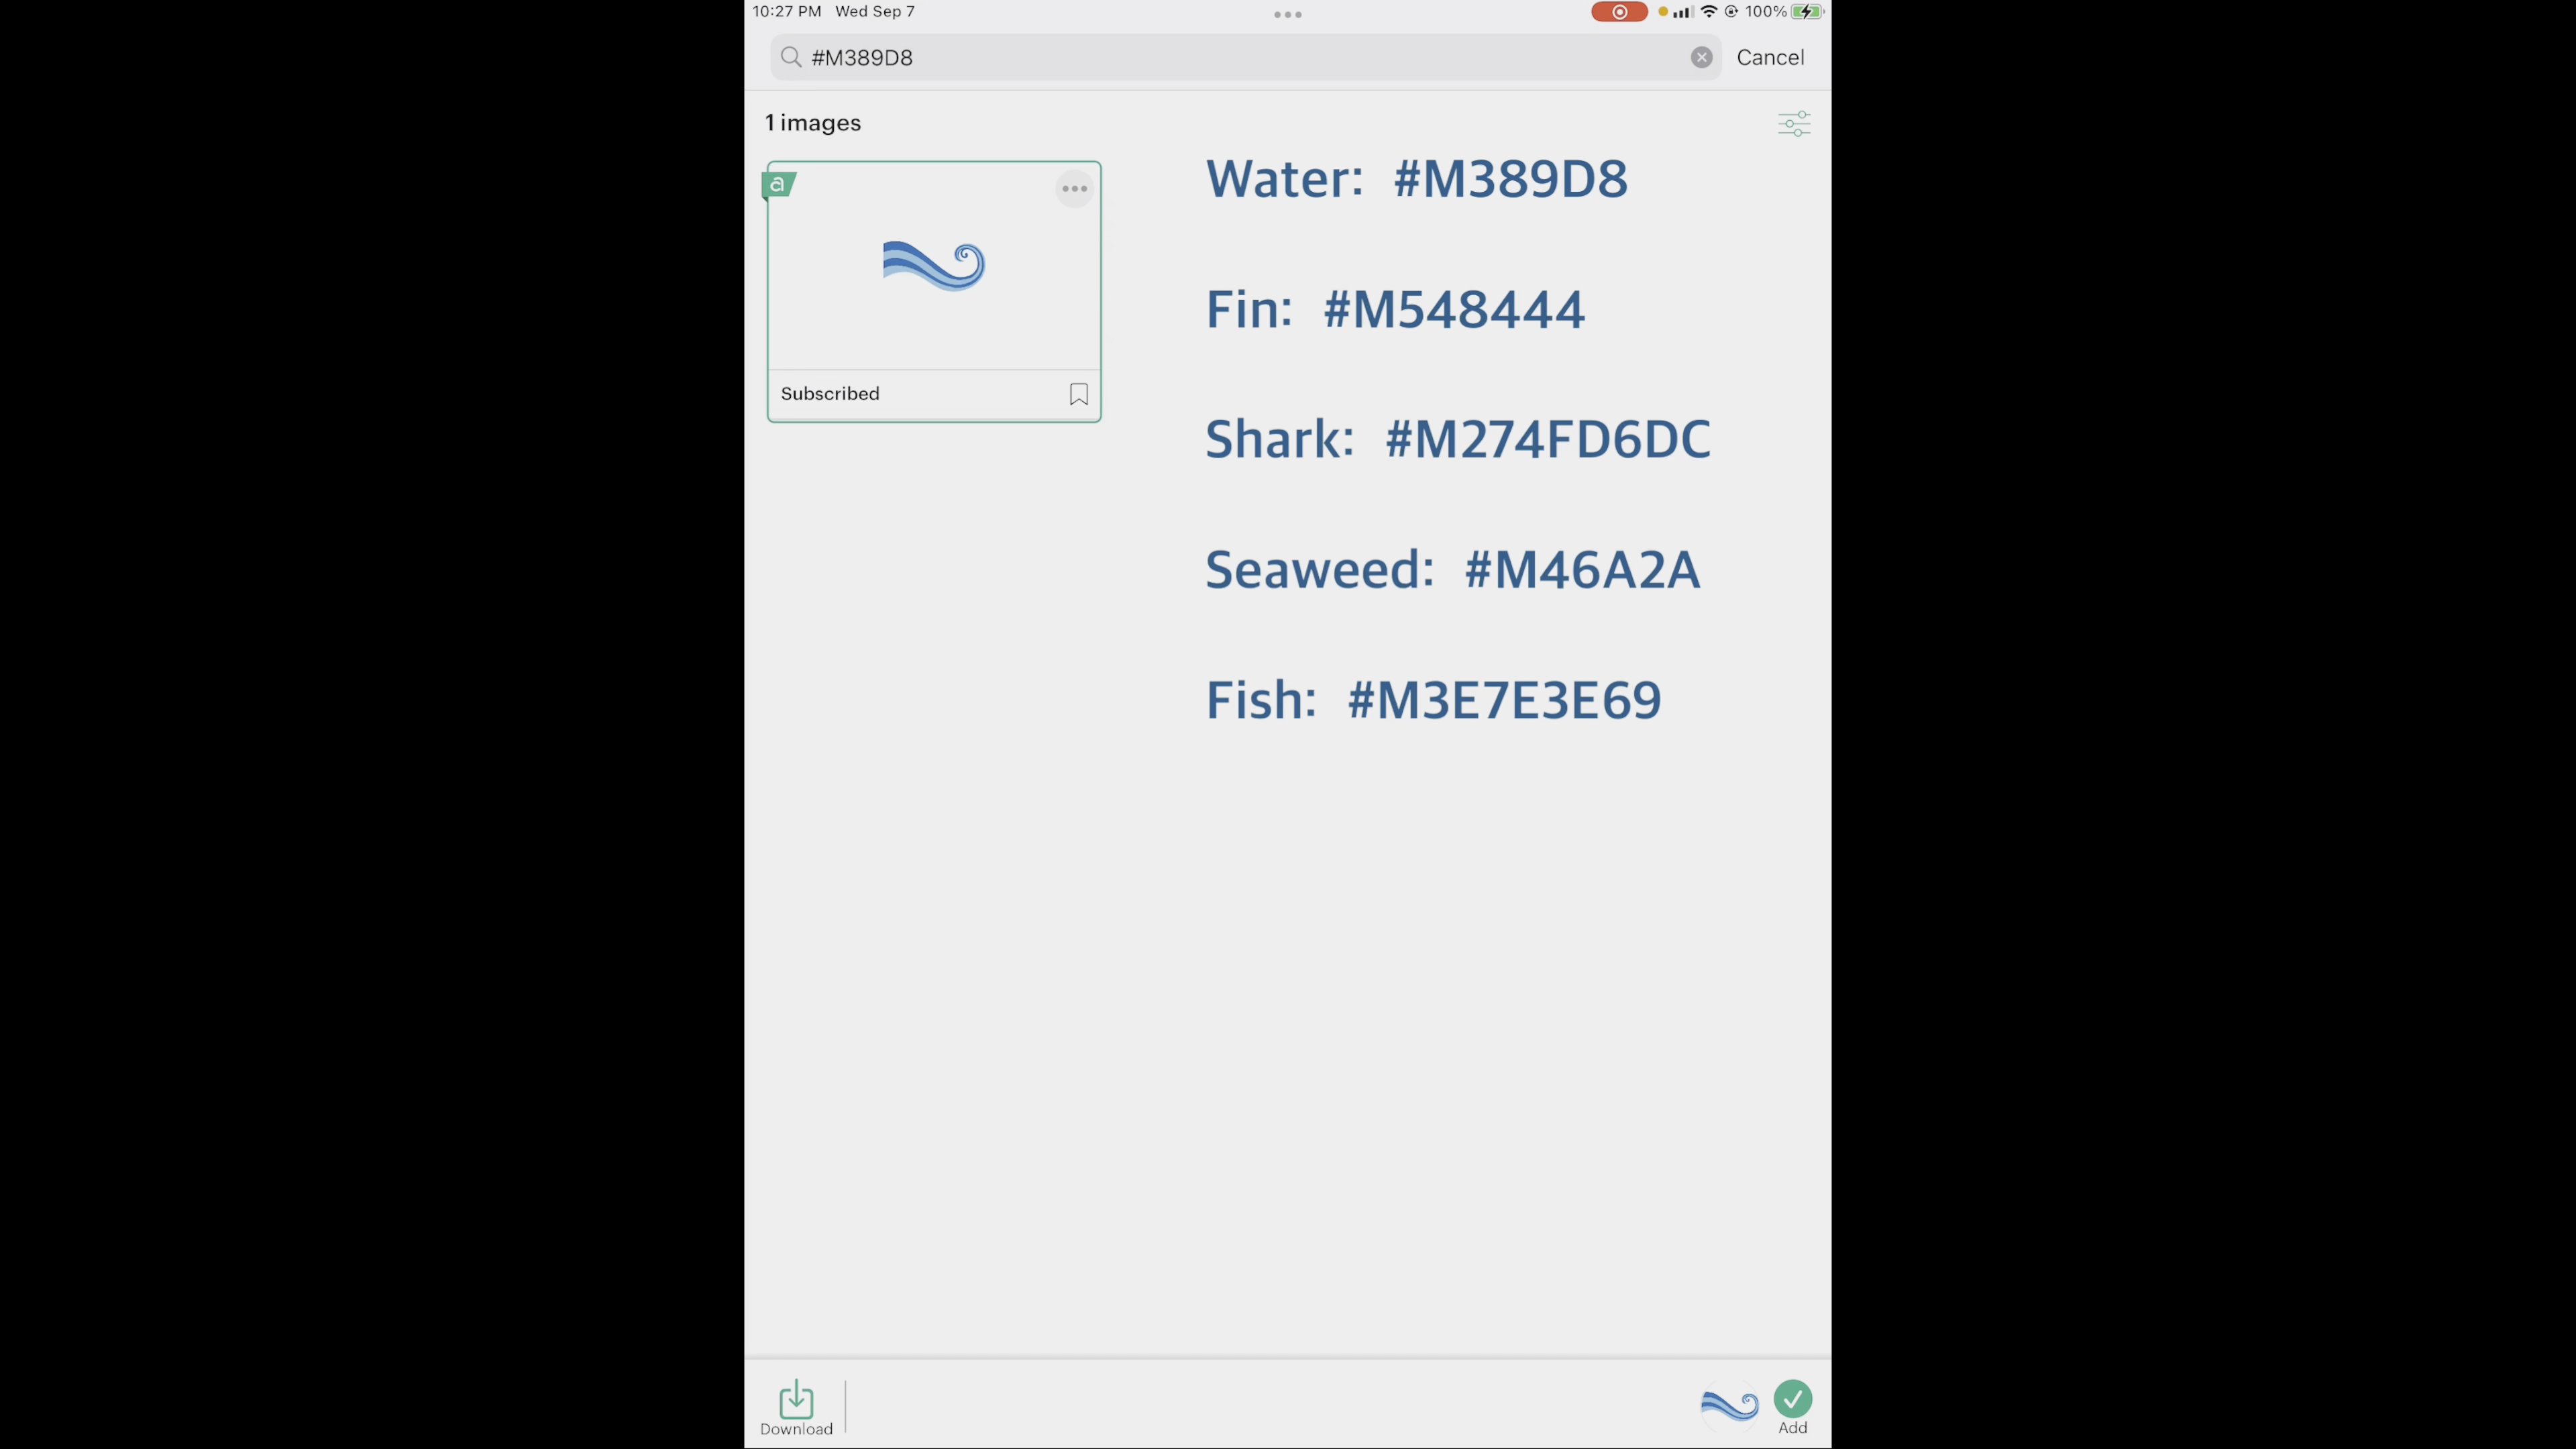 10:27 PM Wed Sep 7
100%
#M389D8
Cancel
1 images
a
Subscribed
Water: #M389D8
Fin: #M548444
Shark: #M274FD6DC
Seaweed: #M46A2A
Fish: #M3E7E3E69
Download
Add